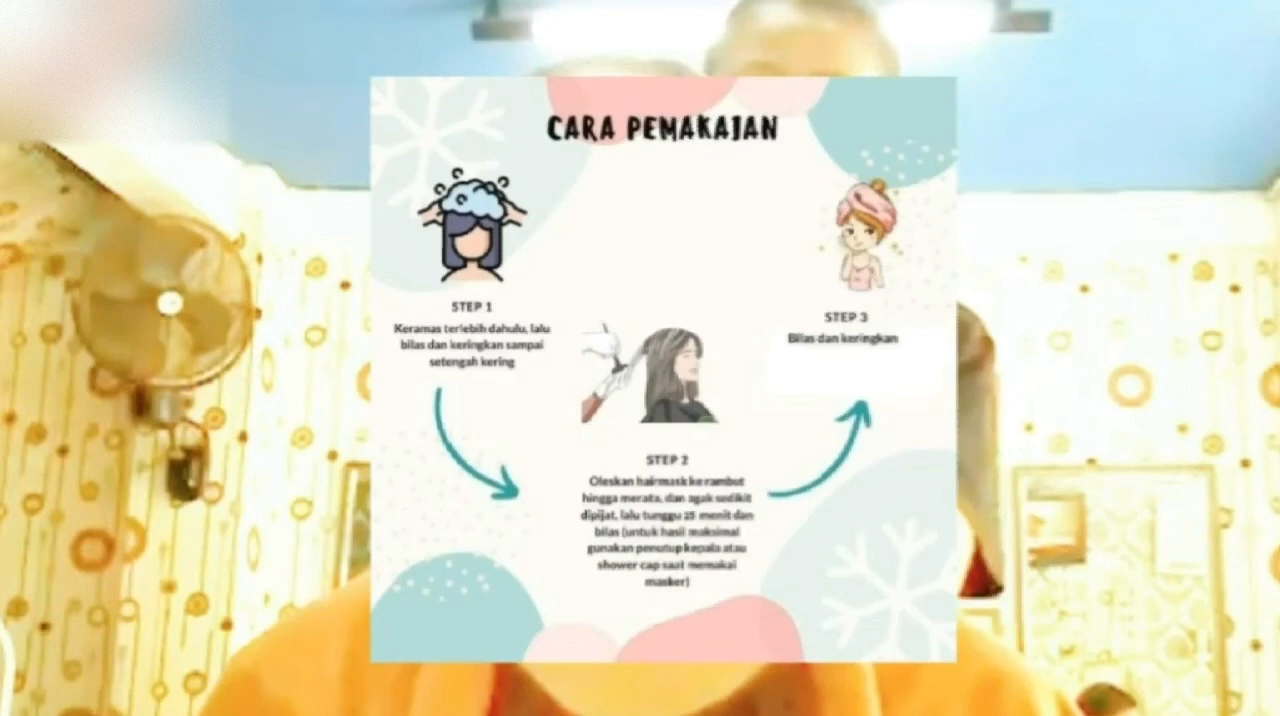 CARA PEMAKAIAN
STEP 1
Keramas terlebih dahulu, lalu
bilas dan keringkan sampai
setengah kering
STEP 2
Oleskan hairmask ke rambut
hingga merata, dan agak sedikit
dipijat, lalu tunggu 25 menit dan
bilas (untuk hasil maksimal
gunakan penutup kepala atau
shower cap saat memakai
masker)
STEP 3
Bilas dan keringkan